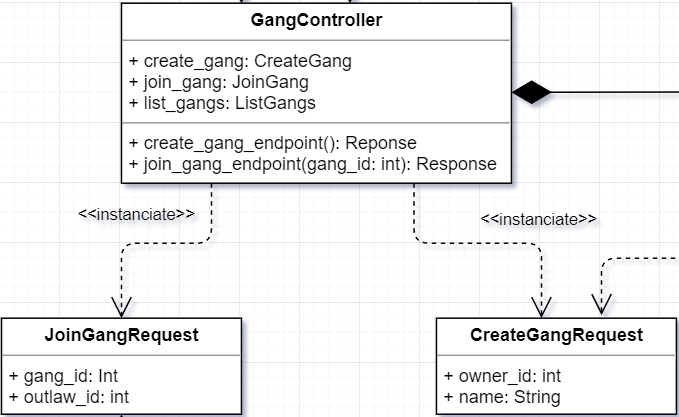 GangController
+ create_gang: CreateGang
+ join_gang: JoinGang
+ list_gangs: ListGangs
+ create_gang_endpoint(): Reponse
+ join_gang_endpoint(gang_id: int): Response
<<instanciate>>
<<instanciate>>
JoinGangRequest
+ gang_id: Int
+ outlaw_id: int
CreateGangRequest
+ owner_id: int
+ name: String